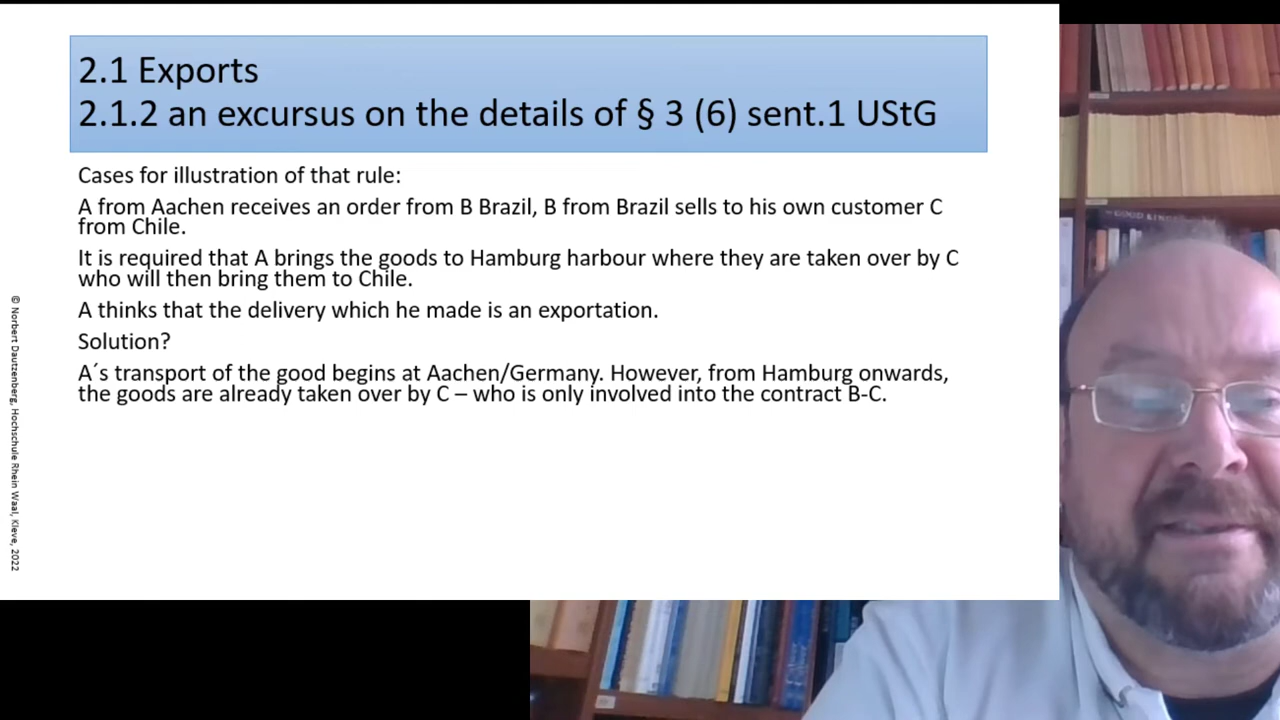 2.1 Exports
2.1.2 an excursus on the details of § 3 (6) sent.1 UStG
Cases for illustration of that rule:
A from Aachen receives an order from B Brazil, B from Brazil sells to his own customer C
from Chile.
It is required that A brings the goods to Hamburg harbour where they are taken over by C
who will then bring them to Chile.
A thinks that the delivery which he made is an exportation.
Solution?
A´s transport of the good begins at Aachen/Germany. However, from Hamburg onwards,
the goods are already taken over by C – who is only involved into the contract B-C.
© Norbert Dautzenberg, Hochschule Rhein Waal, Kleve, 2022